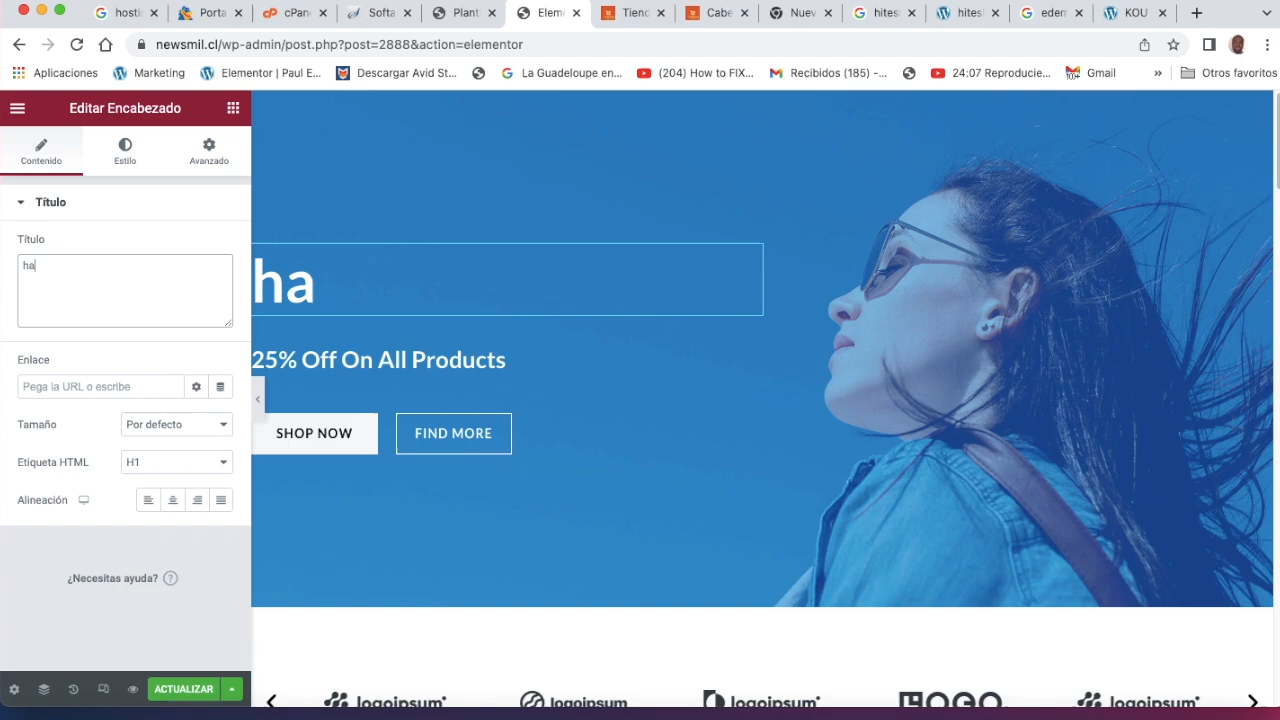 hosti
Porta
cPan
Softa
Plant
Elem
Tiend
Cabe
Nuev
hites
hitesl
eden
KOU
newsmil.cl/wp-admin/post.php?post=2888&action=elementor
Aplicaciones
Marketing
Elementor | Paul E...
Descargar Avid St...
La Guadeloupe en...
(204) How to FIX...
Recibidos (185) -...
24:07 Reproducie...
Gmail
»
Otros favoritos
Editar Encabezado
Contenido
Estilo
Avanzado
Título
Título
ha
Enlace
Pega la URL o escribe
Tamaño
Por defecto
Etiqueta HTML
H1
Alineación
¿Necesitas ayuda?
ACTUALIZAR
ha
25% Off On All Products
SHOP NOW
FIND MORE
logoipsum
logoipsum
logoipsum
LOGO
logoipsum